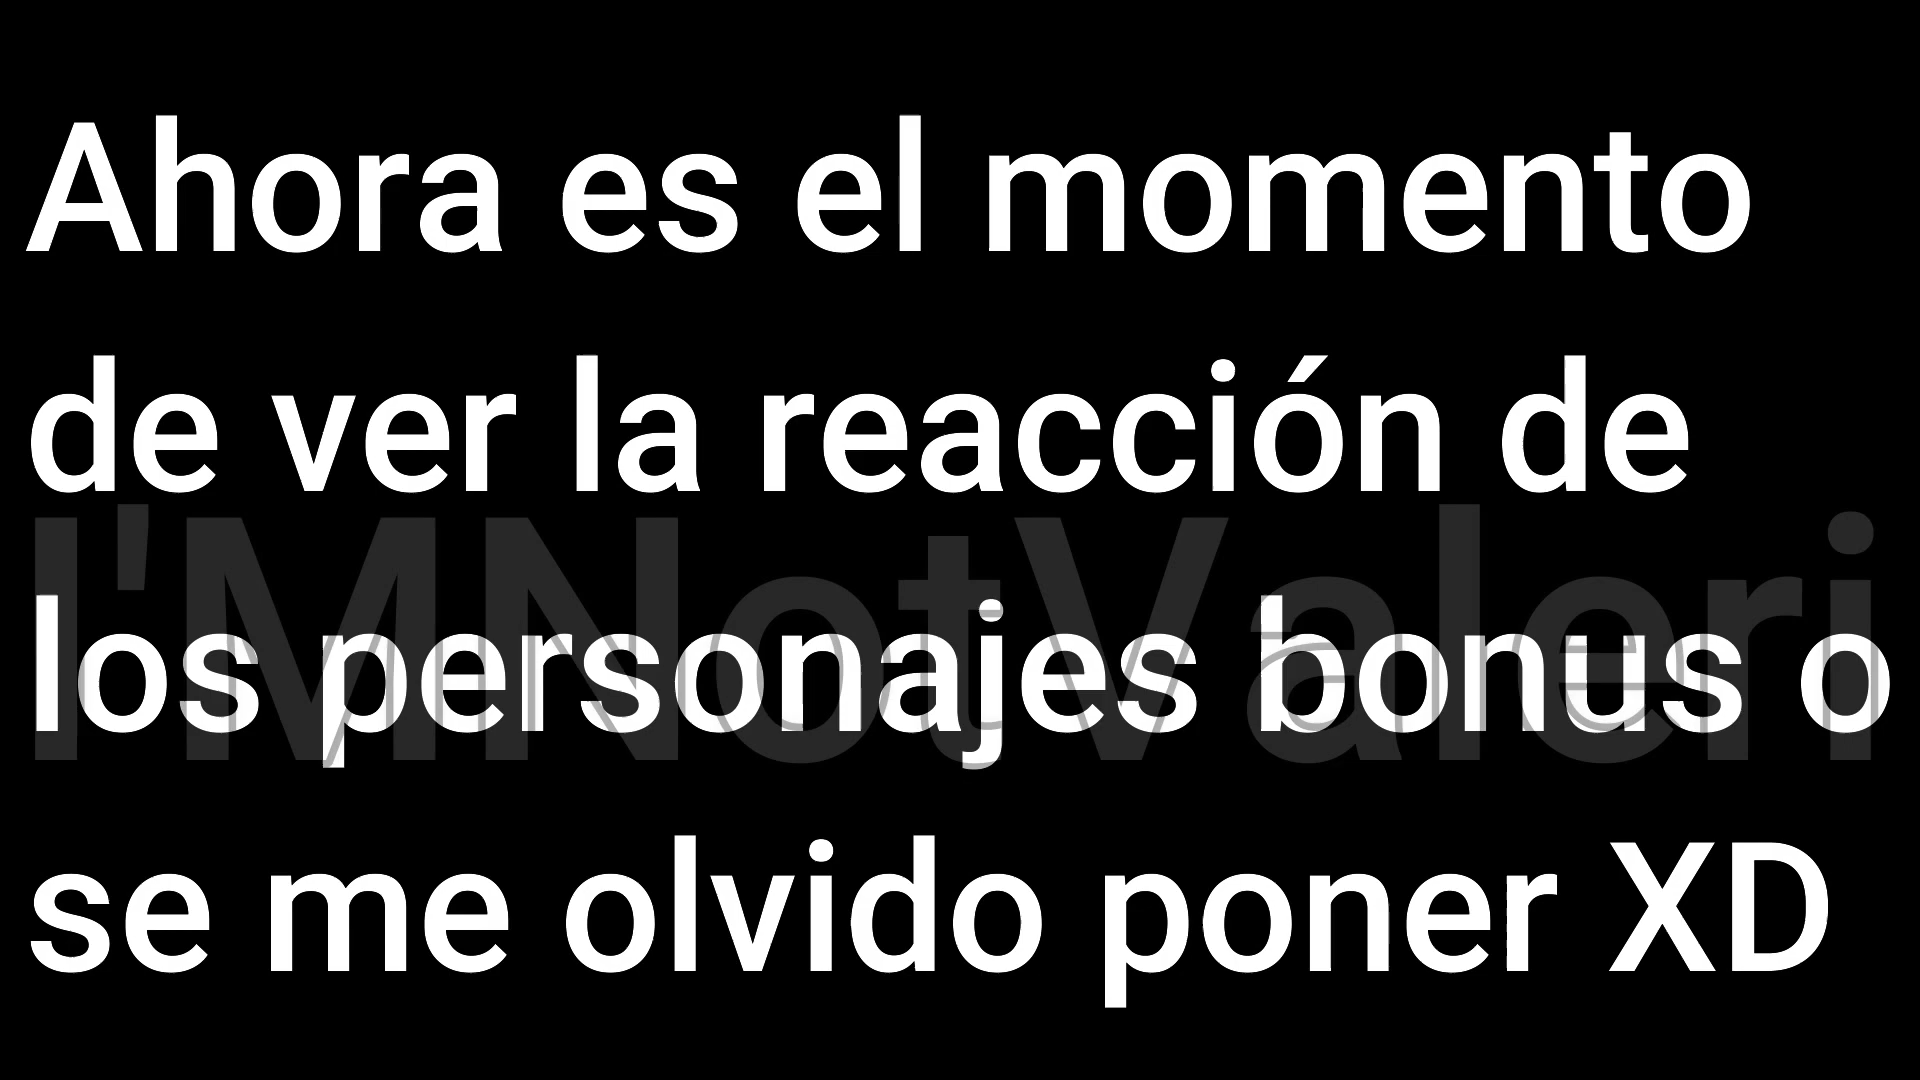 Ahora es el momento
de ver la reacción de
I'MNotValeri
los personajes bonus o
se me olvido poner XD